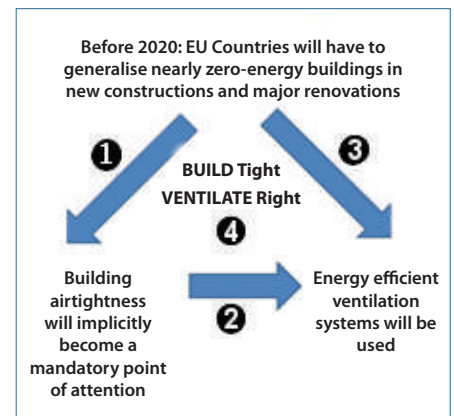 Before 2020: EU Countries will have to
generalise nearly zero-energy buildings in
new constructions and major renovations
1
3
BUILD Tight
VENTILATE Right
4
Building
airtightness
will implicitly
become a
mandatory point
of attention
2
Energy efficient
ventilation
systems will be
used